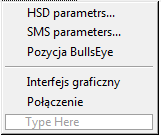 HSD parametrs...
SMS parameters...
Pozycja BullsEye
Interfejs graficzny
Połączenie
Type Here